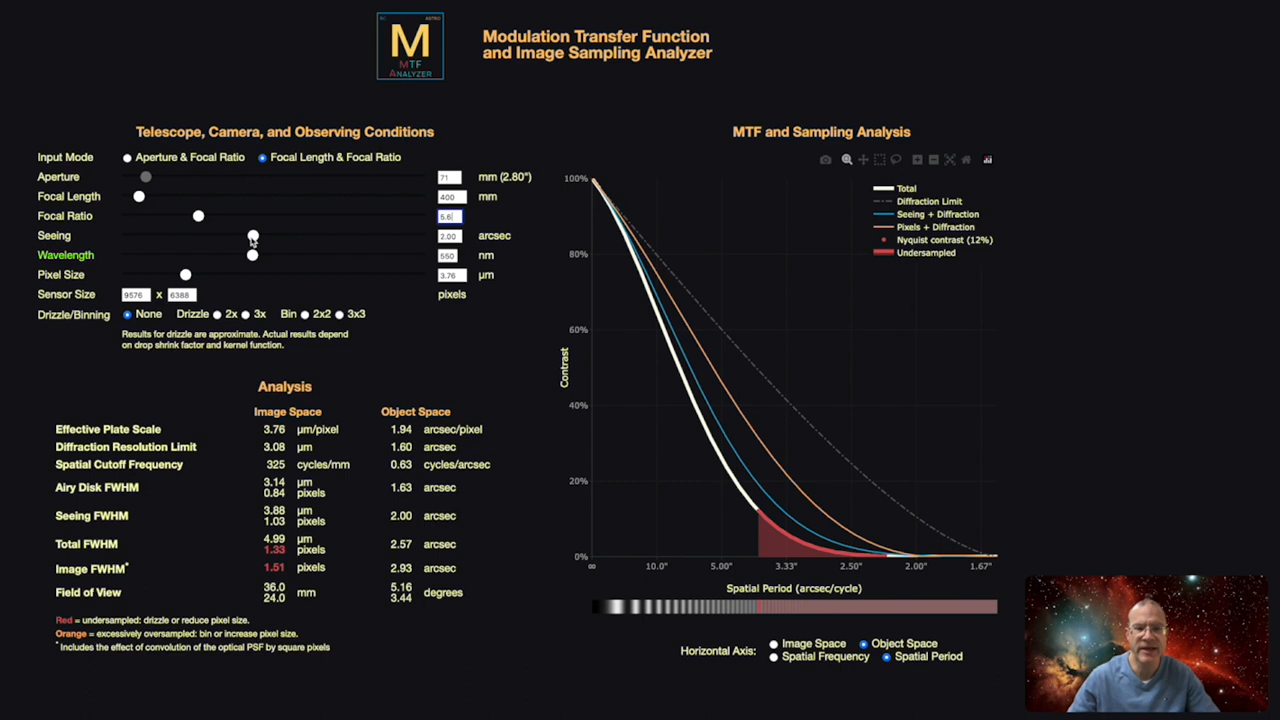 RC ASTRO
M
MTF
ANALYZER
Modulation Transfer Function
and Image Sampling Analyzer
Telescope, Camera, and Observing Conditions
Input Mode Aperture & Focal Ratio Focal Length & Focal Ratio
Aperture 71 mm (2.80")
Focal Length 400 mm
Focal Ratio 5.6
Seeing 2.00 arcsec
Wavelength 550 nm
Pixel Size 3.76 µm
Sensor Size 9576 x 6388 pixels
Drizzle/Binning None Drizzle 2x 3x Bin 2x2 3x3
Results for drizzle are approximate. Actual results depend
on drop shrink factor and kernel function.
Analysis
Image Space Object Space
Effective Plate Scale 3.76 µm/pixel 1.94 arcsec/pixel
Diffraction Resolution Limit 3.08 µm 1.60 arcsec
Spatial Cutoff Frequency 325 cycles/mm 0.63 cycles/arcsec
Airy Disk FWHM 3.14 µm 1.63 arcsec
0.84 pixels
Seeing FWHM 3.88 µm 2.00 arcsec
1.03 pixels
Total FWHM 4.99 µm 2.57 arcsec
1.33 pixels
Image FWHM* 1.51 pixels 2.93 arcsec
Field of View 36.0 mm 5.16 degrees
24.0 3.44
Red = undersampled: drizzle or reduce pixel size.
Orange = excessively oversampled: bin or increase pixel size.
* Includes the effect of convolution of the optical PSF by square pixels
MTF and Sampling Analysis
Total
Diffraction Limit
Seeing + Diffraction
Pixels + Diffraction
Nyquist contrast (12%)
Undersampled
100%
80%
60%
40%
20%
0%
Contrast
∞ 10.0" 5.00" 3.33" 2.50" 2.00" 1.67"
Spatial Period (arcsec/cycle)
Horizontal Axis: Image Space Object Space
Spatial Frequency Spatial Period